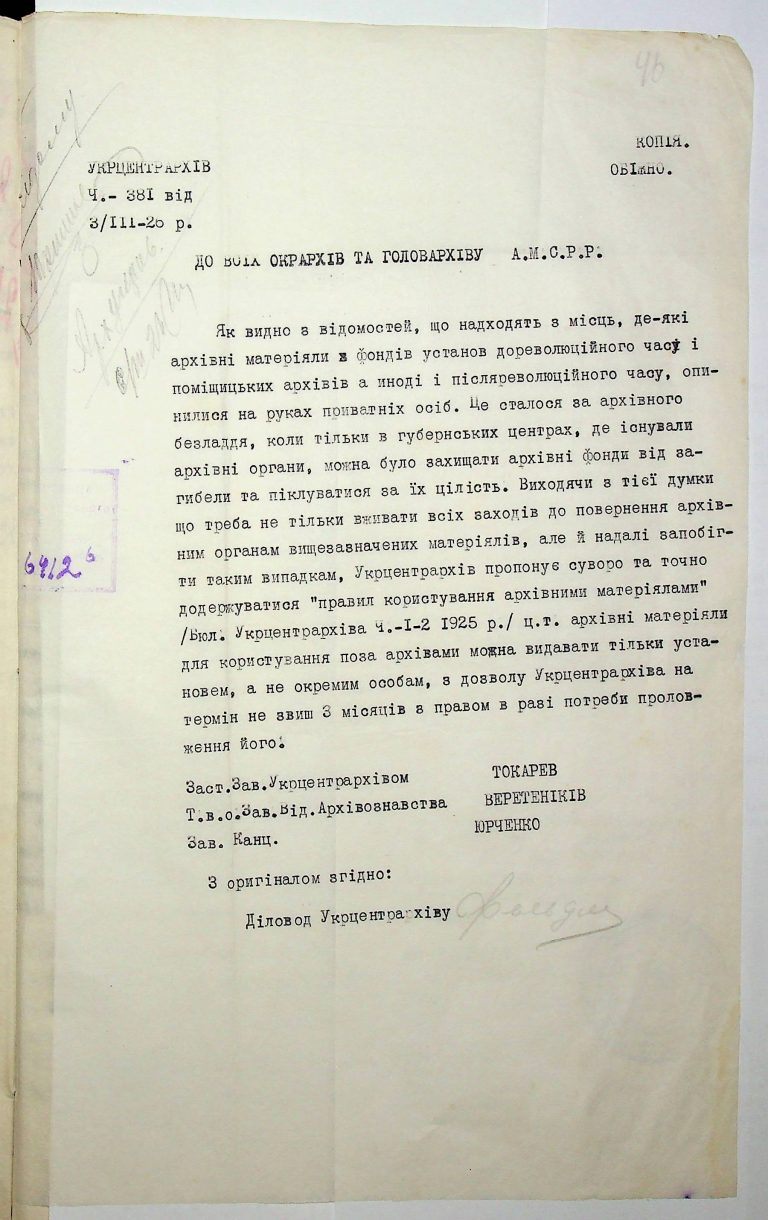 46
КОПІЯ.
УКРЦЕНТРАРХІВ
ОБІЖНО.
Ч.- 381 від
3/III-26 р.
ДО ВСІХ ОКРАРХІВ ТА ГОЛОВАРХІВУ А.М.С.Р.Р.
Як видно з відомостей, що надходять з місць, де-які
архівні матеріяли з фондів установ дореволюційного часу і
поміщицьких архівів а иноді і післяреволюційного часу, опи-
нилися на руках приватніх осіб. Це сталося за архівного
безладдя, коли тільки в губернських центрах, де існували
архівні органи, можна було захищати архівні фонди від за-
гибели та піклуватися за їх цілість. Виходячи з тієї думки
що треба не тільки вживати всіх заходів до повернення архів-
ним органам вищезазначених матеріялів, але й надалі запобіг-
ти таким випадкам, Укрцентрархів пропонує суворо та точно
додержуватися "правил користування архівними матеріялами"
/Бюл. Укрцентрархіва Ч.-I-2 1925 р./ ц.т. архівні матеріяли
для користування поза архівами можна видавати тільки уста-
новем, а не окремим особам, з дозволу Укрцентрархіва на
термін не звиш 3 місяців з правом в разі потреби пролов-
ження його.
Заст.Зав.Укрцентрархівом ТОКАРЕВ
Т.в.о.Зав.Від.Архівознавства ВЕРЕТЕНІКІВ
Зав. Канц. ЮРЧЕНКО
З оригіналом згідно:
Діловод Укрцентрархіву
6412 6